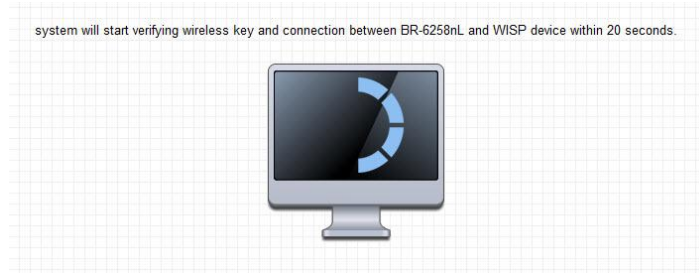 system will start verifying wireless key and connection between BR-6258nL and WISP device within 20 seconds.